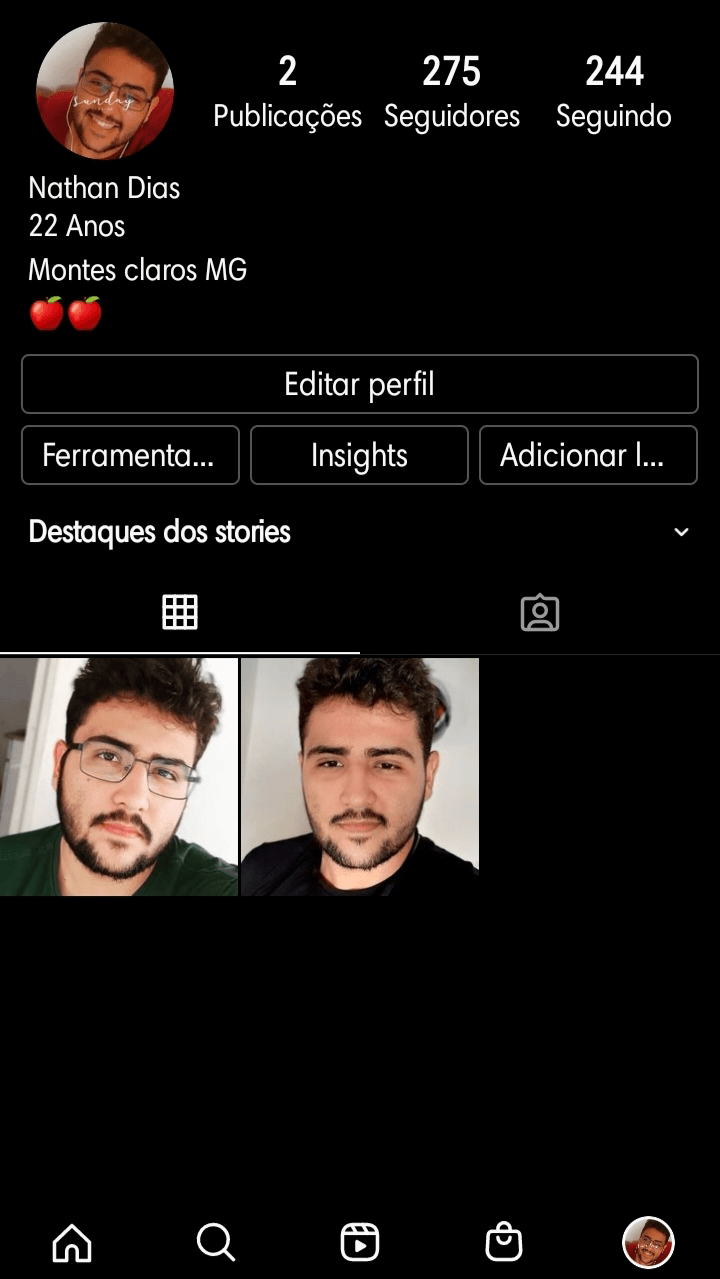 sunday
2 275 244
Publicações Seguidores Seguindo
Nathan Dias
22 Anos
Montes claros MG
Editar perfil
Ferramenta... Insights Adicionar l...
Destaques dos stories